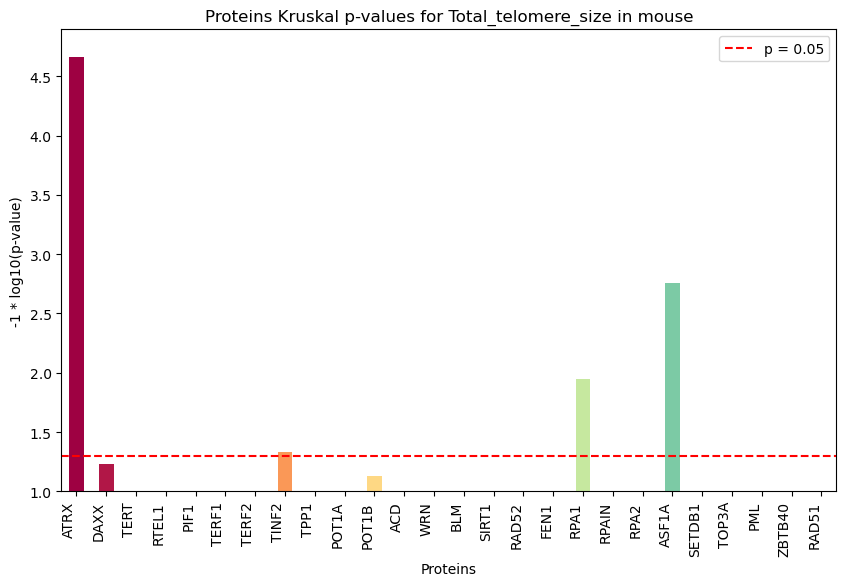 Proteins Kruskal p-values for Total_telomere_size in mouse
p = 0.05
-1 * log10(p-value)
4.5
4.0
3.5
3.0
2.5
2.0
1.5
1.0
ATRX
DAXX
TERT
RTEL1
PIF1
TERF1
TERF2
TINF2
TPP1
POT1A
POT1B
ACD
WRN
BLM
SIRT1
RAD52
FEN1
RPA1
RPAIN
RPA2
ASF1A
SETDB1
TOP3A
PML
ZBTB40
RAD51
Proteins